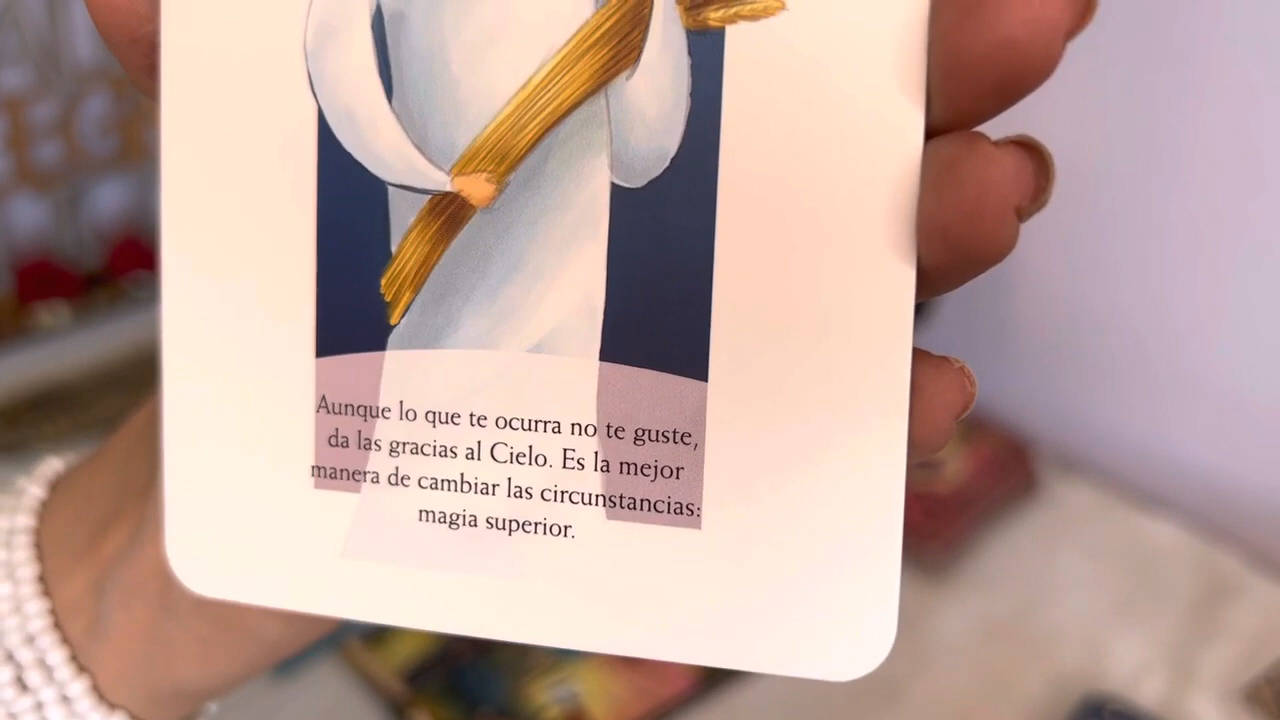 Aunque lo que te ocurra no te guste,
da las gracias al Cielo. Es la mejor
manera de cambiar las circunstancias:
magia superior.